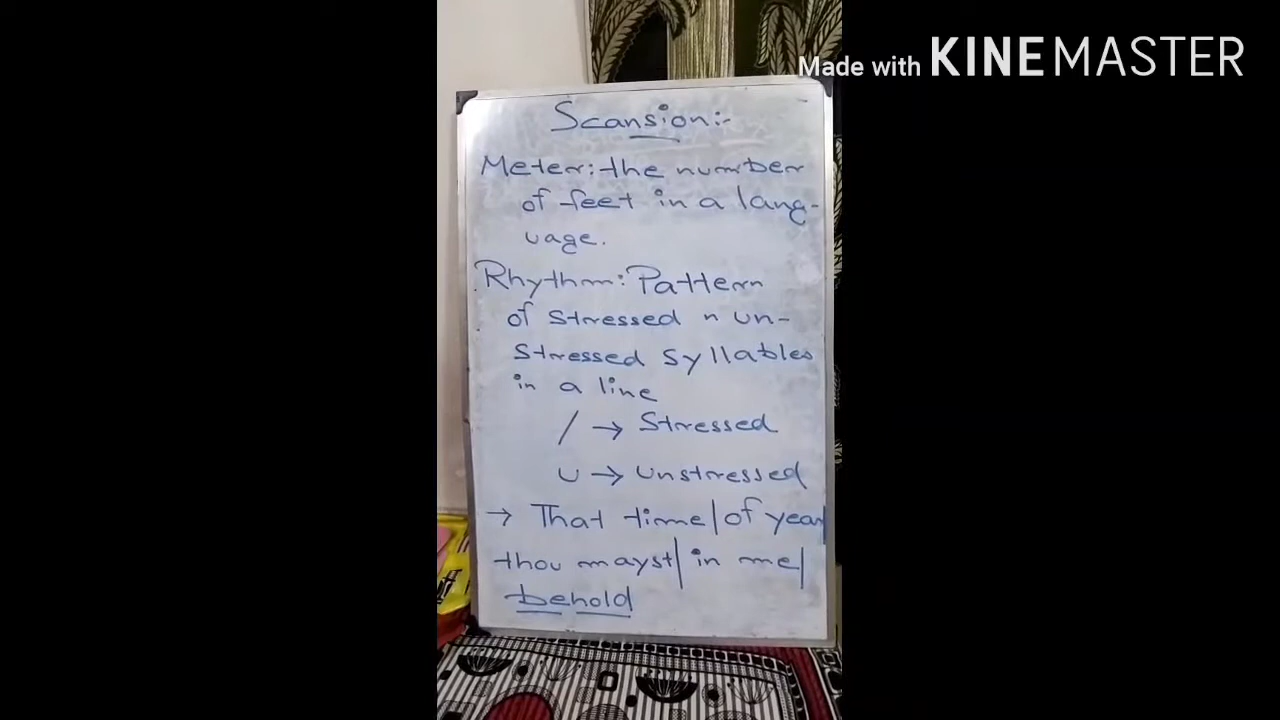 Made with KINEMASTER
Scansion:-
Meter: the number
of feet in a lang-
uage.
Rhythm: Pattern
of stressed n un-
stressed syllables
in a line
/ → Stressed
∪ → Unstressed
→ That time/of year/
thou mayst/in me/
behold